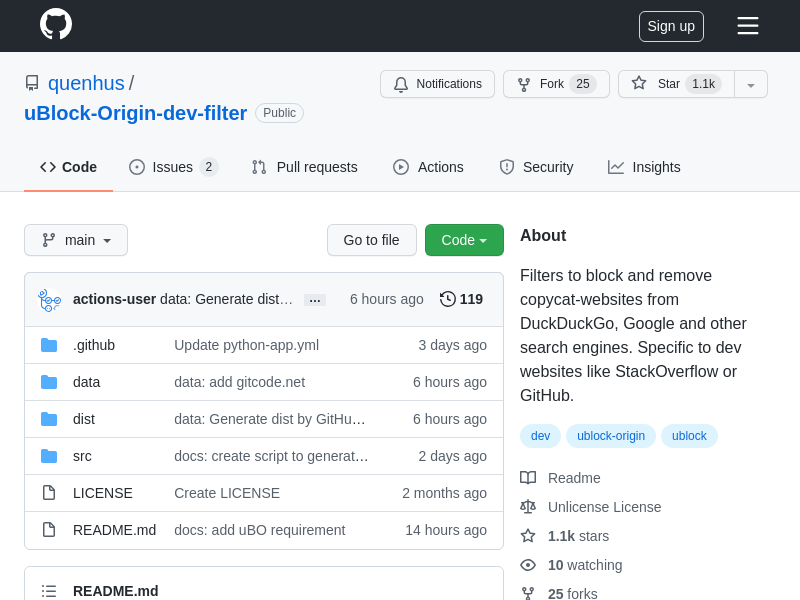 Sign up
quenhus /
uBlock-Origin-dev-filter Public
Notifications
Fork 25
Star 1.1k
Code
Issues 2
Pull requests
Actions
Security
Insights
main
Go to file
Code
actions-user data: Generate dist… ... 6 hours ago 119
.github Update python-app.yml 3 days ago
data data: add gitcode.net 6 hours ago
dist data: Generate dist by GitHu… 6 hours ago
src docs: create script to generat… 2 days ago
LICENSE Create LICENSE 2 months ago
README.md docs: add uBO requirement 14 hours ago
README.md
About
Filters to block and remove
copycat-websites from
DuckDuckGo, Google and other
search engines. Specific to dev
websites like StackOverflow or
GitHub.
dev ublock-origin ublock
Readme
Unlicense License
1.1k stars
10 watching
25 forks